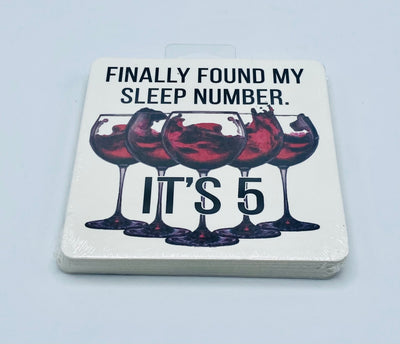 FINALLY FOUND MY
SLEEP NUMBER.
IT'S 5